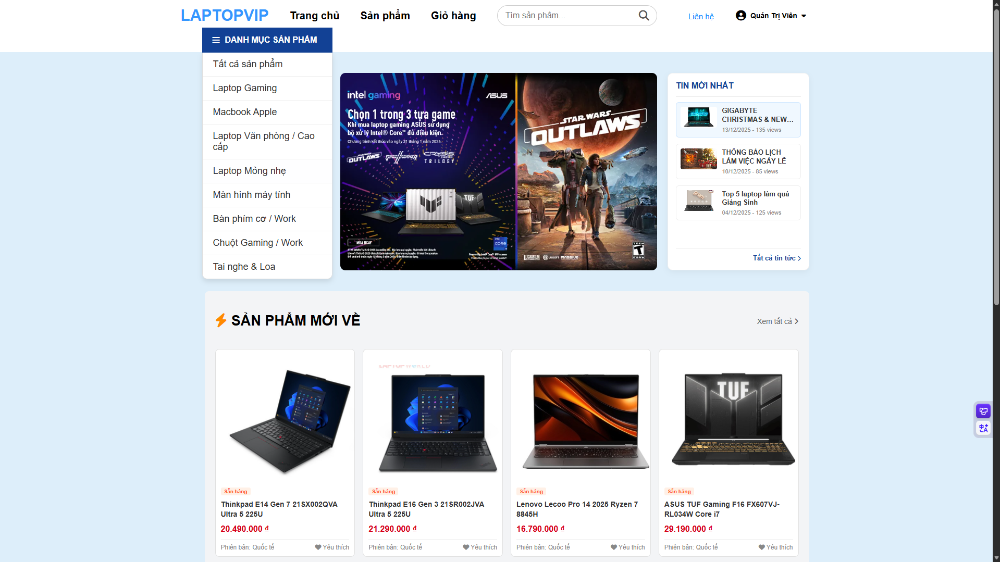 LAPTOPVIP
Trang chủ
Sản phẩm
Giỏ hàng
Tìm sản phẩm...
Liên hệ
Quản Trị Viên
DANH MỤC SẢN PHẨM
Tất cả sản phẩm
Laptop Gaming
Macbook Apple
Laptop Văn phòng / Cao
cấp
Laptop Mỏng nhẹ
Màn hình máy tính
Bàn phím cơ / Work
Chuột Gaming / Work
Tai nghe & Loa
intel gaming
ASUS
Chọn 1 trong 3 tựa game
Khi mua laptop gaming ASUS sử dụng
bộ xử lý Intel® Core™ đủ điều kiện.
Chương trình kết thúc vào ngày 31 tháng 1 năm 2026.
OUTLAWS
GHOSTRUNNER
CRYSIS
TRILOGY
TUF
MUA NGAY
intel
CORE
STAR WARS
OUTLAWS
LUCASFILM
UBISOFT
MASSIVE
TEEN
T
ESRB
TIN MỚI NHẤT
GIGABYTE
CHRISTMAS & NEW...
13/12/2025 - 135 views
THÔNG BÁO LỊCH
LÀM VIỆC NGÀY LỄ
10/12/2025 - 85 views
Top 5 laptop làm quà
Giáng Sinh
04/12/2025 - 125 views
Tất cả tin tức
SẢN PHẨM MỚI VỀ
Xem tất cả
LAPTOPWORLD
TUF
Sẵn hàng
Thinkpad E14 Gen 7 21SX002QVA
Ultra 5 225U
20.490.000 ₫
Phiên bản: Quốc tế
Yêu thích
Sẵn hàng
Thinkpad E16 Gen 3 21SR002JVA
Ultra 5 225U
21.290.000 ₫
Phiên bản: Quốc tế
Yêu thích
Sẵn hàng
Lenovo Lecoo Pro 14 2025 Ryzen 7
8845H
16.790.000 ₫
Phiên bản: Quốc tế
Yêu thích
Sẵn hàng
ASUS TUF Gaming F16 FX607VJ-
RL034W Core i7
29.190.000 ₫
Phiên bản: Quốc tế
Yêu thích